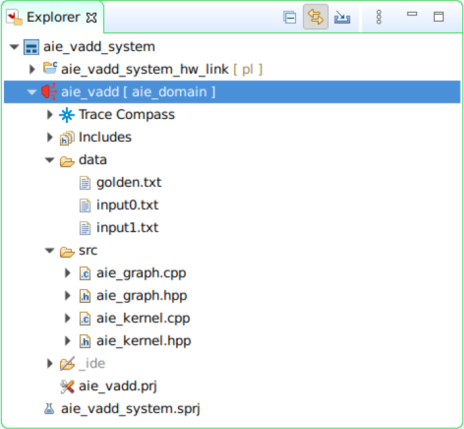 Explorer
aie_vadd_system
aie_vadd_system_hw_link [ pl ]
aie_vadd [ aie_domain ]
Trace Compass
Includes
data
golden.txt
input0.txt
input1.txt
src
aie_graph.cpp
aie_graph.hpp
aie_kernel.cpp
aie_kernel.hpp
_ide
aie_vadd.prj
aie_vadd_system.sprj